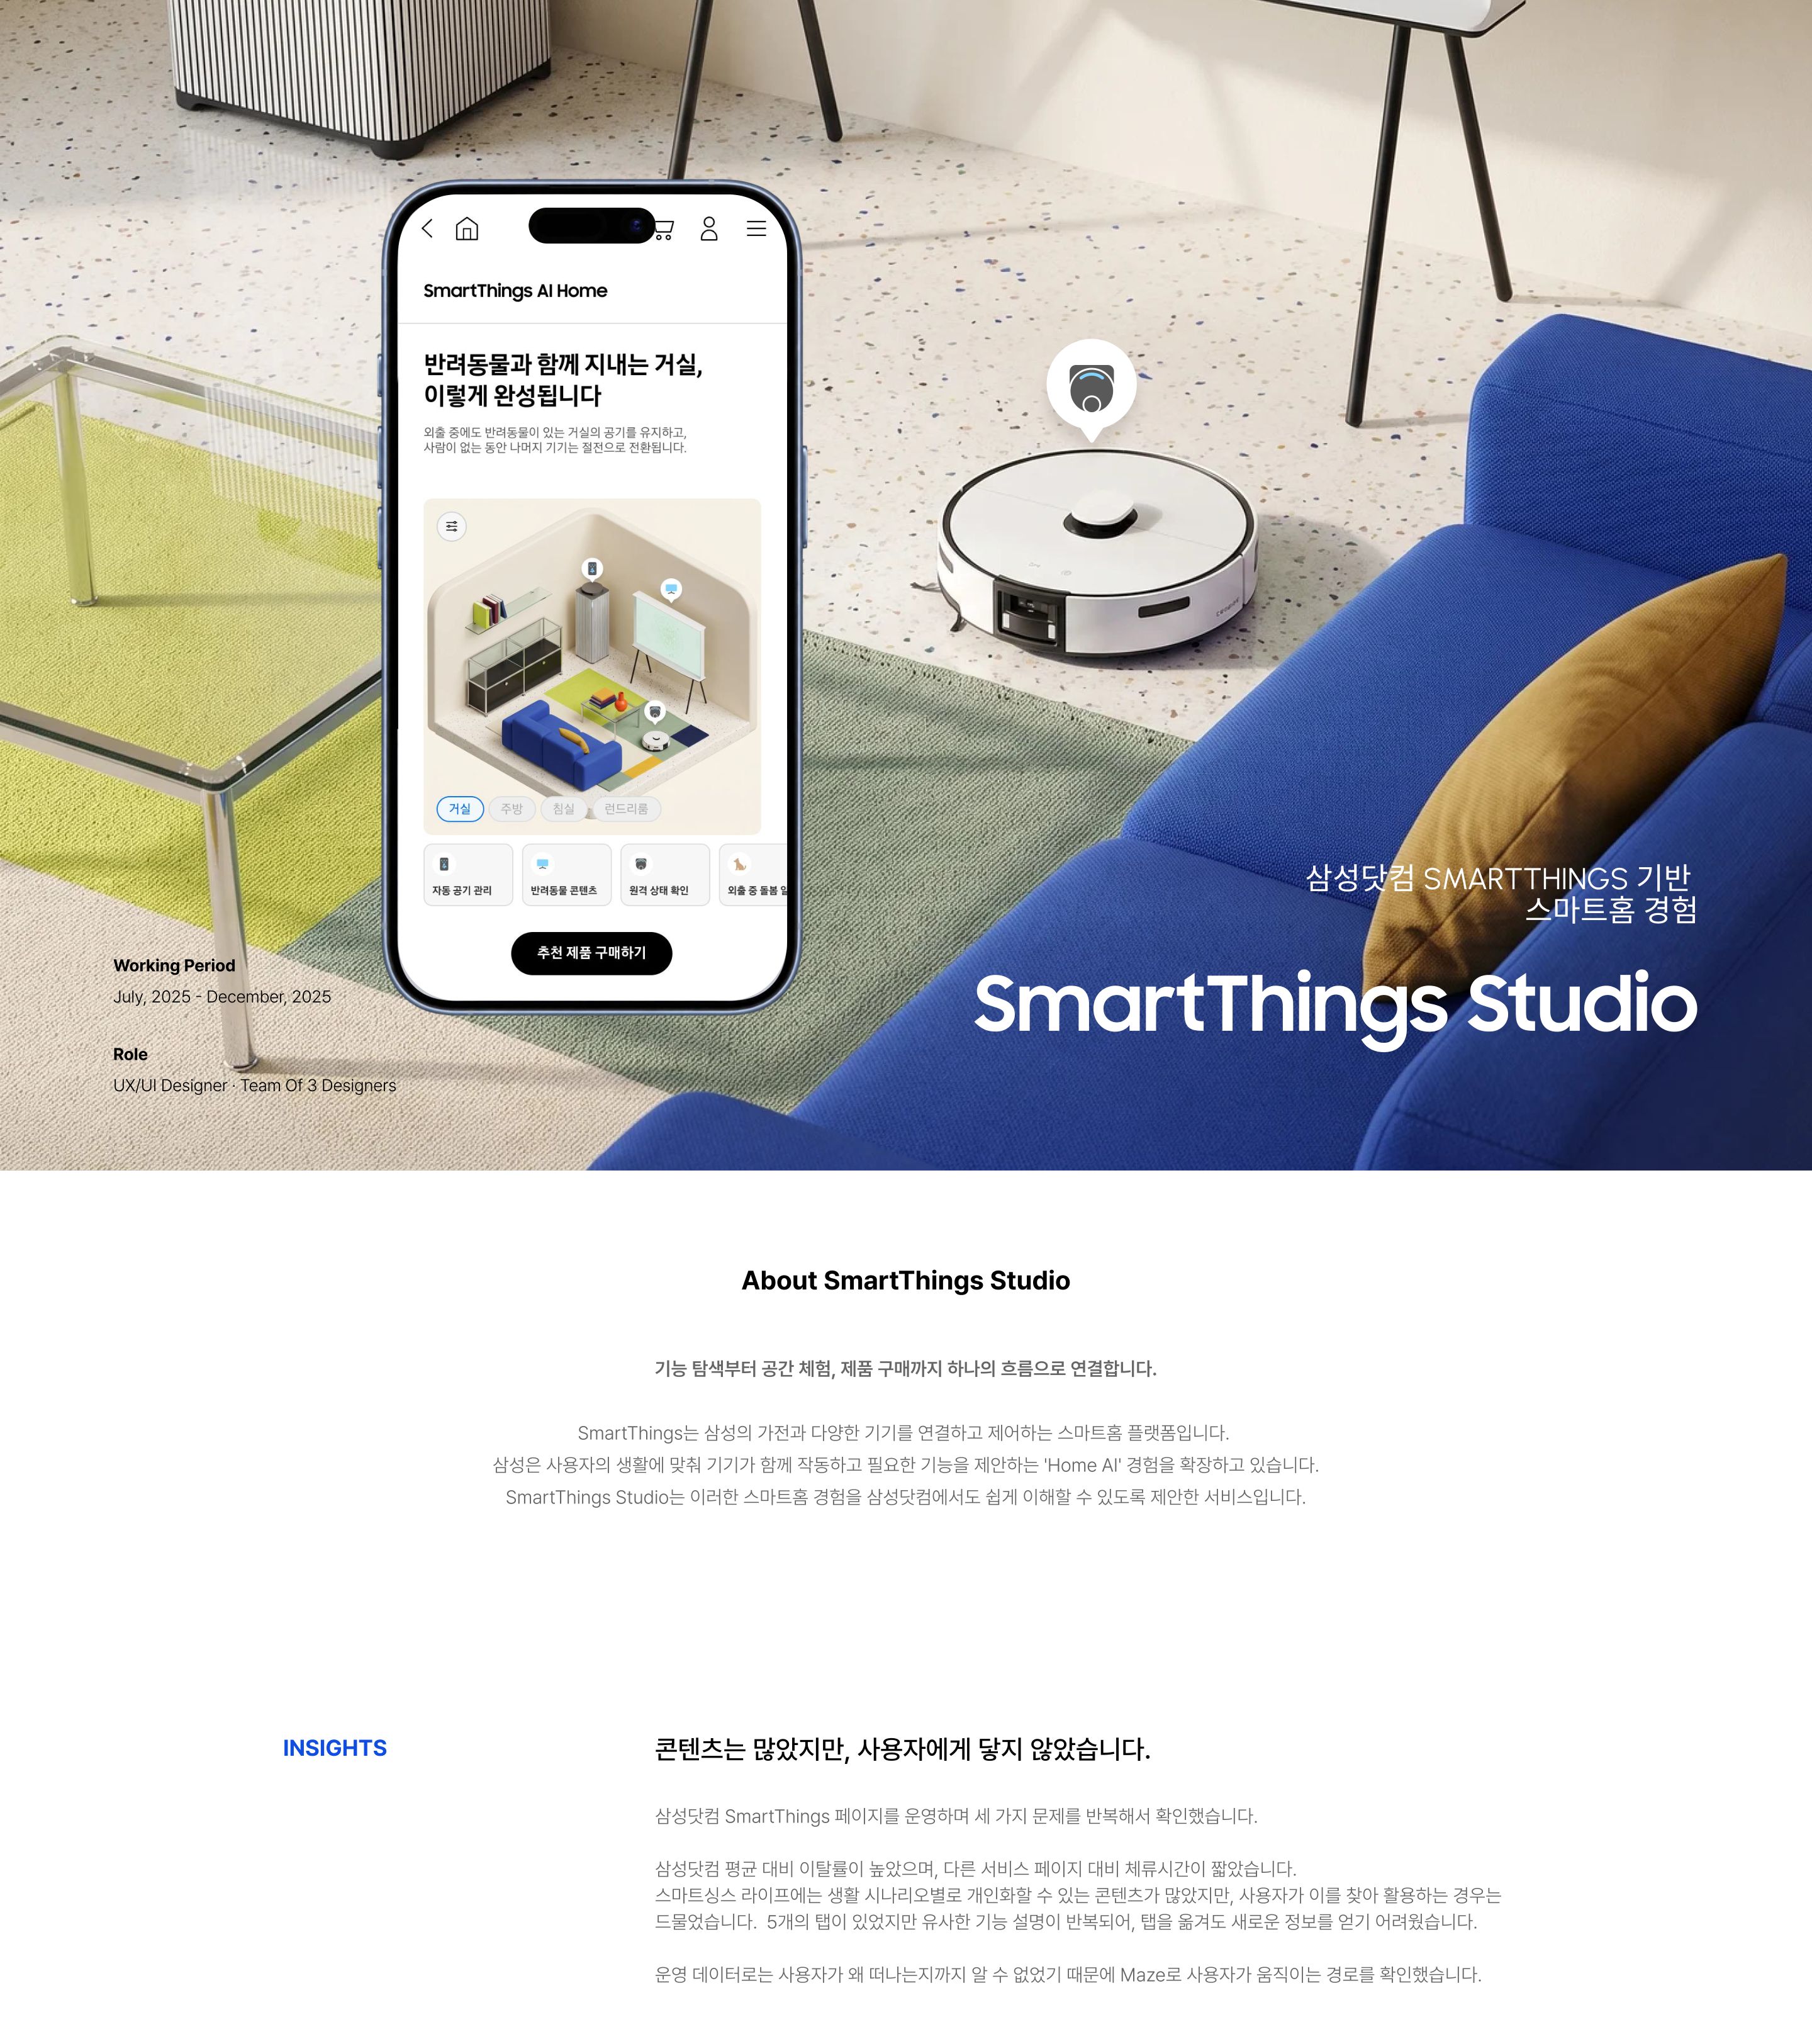 SmartThings AI Home
반려동물과 함께 지내는 거실,
이렇게 완성됩니다
외출 중에도 반려동물이 있는 거실의 공기를 유지하고,
사람이 없는 동안 나머지 기기는 절전으로 전환됩니다.
거실 주방 침실 런드리룸
자동 공기 관리 반려동물 콘텐츠 원격 상태 확인 외출 중 돌봄
추천 제품 구매하기
삼성닷컴 SMARTTHINGS 기반
스마트홈 경험
SmartThings Studio
Working Period
July, 2025 - December, 2025
Role
UX/UI Designer · Team Of 3 Designers
About SmartThings Studio
기능 탐색부터 공간 체험, 제품 구매까지 하나의 흐름으로 연결합니다.
SmartThings는 삼성의 가전과 다양한 기기를 연결하고 제어하는 스마트홈 플랫폼입니다.
삼성은 사용자의 생활에 맞춰 기기가 함께 작동하고 필요한 기능을 제안하는 'Home AI' 경험을 확장하고 있습니다.
SmartThings Studio는 이러한 스마트홈 경험을 삼성닷컴에서도 쉽게 이해할 수 있도록 제안한 서비스입니다.
INSIGHTS
콘텐츠는 많았지만, 사용자에게 닿지 않았습니다.
삼성닷컴 SmartThings 페이지를 운영하며 세 가지 문제를 반복해서 확인했습니다.
삼성닷컴 평균 대비 이탈률이 높았으며, 다른 서비스 페이지 대비 체류시간이 짧았습니다.
스마트싱스 라이프에는 생활 시나리오별로 개인화할 수 있는 콘텐츠가 많았지만, 사용자가 이를 찾아 활용하는 경우는
드물었습니다. 5개의 탭이 있었지만 유사한 기능 설명이 반복되어, 탭을 옮겨도 새로운 정보를 얻기 어려웠습니다.
운영 데이터로는 사용자가 왜 떠나는지까지 알 수 없었기 때문에 Maze로 사용자가 움직이는 경로를 확인했습니다.